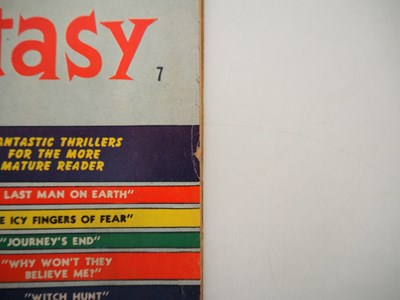 tasy
7
ANTASTIC THRILLERS
FOR THE MORE
MATURE READER
LAST MAN ON EARTH"
E ICY FINGERS OF FEAR"
"JOURNEY'S END"
"WHY WON'T THEY
BELIEVE ME?"
"WITCH HUNT"